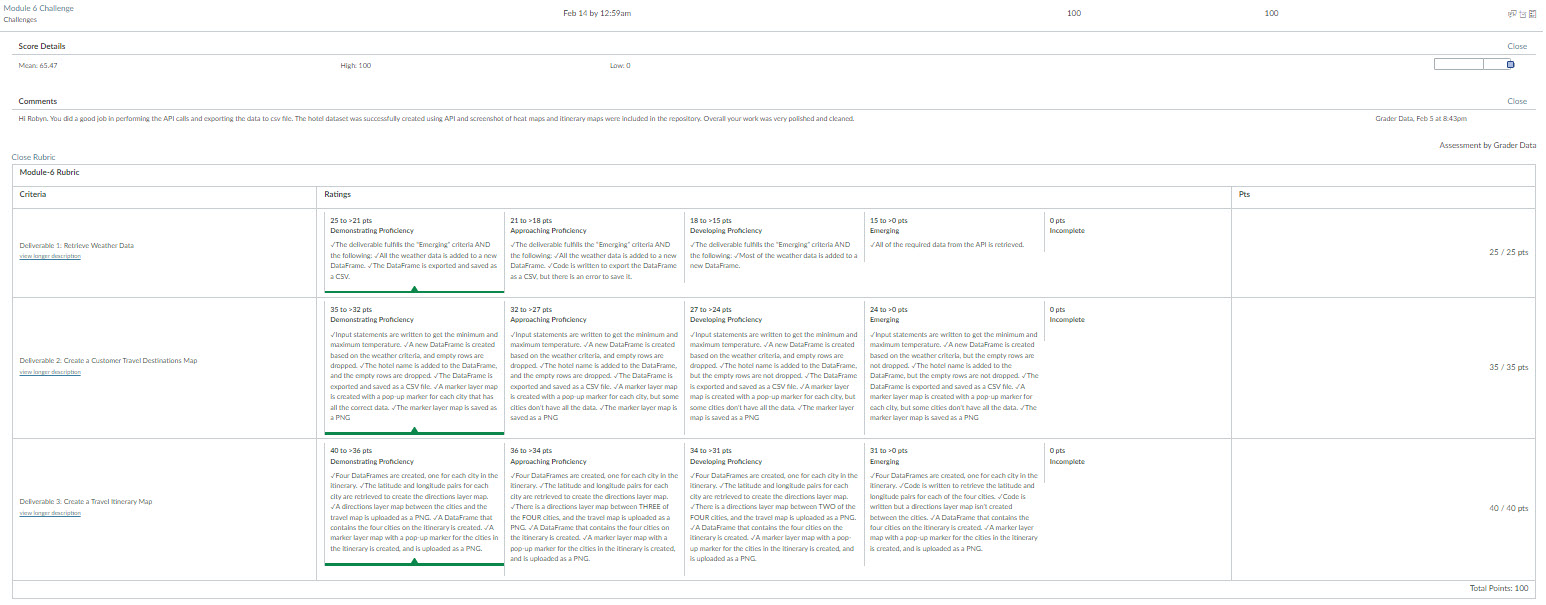 Module 6 Challenge
Challenges
Feb 14 by 12:59am
100
100
Score Details
Close
Mean: 65.47
High: 100
Low: 0
Comments
Close
Hi Robyn. You did a good job in performing the API calls and exporting the data to csv file. The hotel dataset was successfully created using API and screenshot of heat maps and itinerary maps were included in the repository. Overall your work was very polished and cleaned.
Grader Data, Feb 5 at 8:43pm
Assessment by Grader Data
Close Rubric
Module-6 Rubric
Criteria
Ratings
Pts
Deliverable 1: Retrieve Weather Data
view longer description
25 to >21 pts
Demonstrating Proficiency
✓The deliverable fulfills the "Emerging" criteria AND
the following: ✓All the weather data is added to a new
DataFrame. ✓The DataFrame is exported and saved as
a CSV.
21 to >18 pts
Approaching Proficiency
✓The deliverable fulfills the "Emerging" criteria AND
the following: ✓All the weather data is added to a new
DataFrame. ✓Code is written to export the DataFrame
as a CSV, but there is an error to save it.
18 to >15 pts
Developing Proficiency
✓The deliverable fulfills the "Emerging" criteria AND
the following: ✓Most of the weather data is added to a
new DataFrame.
15 to >0 pts
Emerging
✓All of the required data from the API is retrieved.
0 pts
Incomplete
25 / 25 pts
Deliverable 2: Create a Customer Travel Destinations Map
view longer description
35 to >32 pts
Demonstrating Proficiency
✓Input statements are written to get the minimum and
maximum temperature. ✓A new DataFrame is created
based on the weather criteria, and empty rows are
dropped. ✓The hotel name is added to the DataFrame,
and the empty rows are dropped. ✓The DataFrame is
exported and saved as a CSV file. ✓A marker layer map
is created with a pop-up marker for each city that has
all the correct data. ✓The marker layer map is saved as
a PNG
32 to >27 pts
Approaching Proficiency
✓Input statements are written to get the minimum and
maximum temperature. ✓A new DataFrame is created
based on the weather criteria, and empty rows are
dropped. ✓The hotel name is added to the DataFrame,
and the empty rows are dropped. ✓The DataFrame is
exported and saved as a CSV file. ✓A marker layer map
is created with a pop-up marker for each city, but some
cities don't have all the data. ✓The marker layer map is
saved as a PNG
27 to >24 pts
Developing Proficiency
✓Input statements are written to get the minimum and
maximum temperature. ✓A new DataFrame is created
based on the weather criteria, and empty rows are
dropped. ✓The hotel name is added to the DataFrame,
but the empty rows are not dropped. ✓The DataFrame
is exported and saved as a CSV file. ✓A marker layer
map is created with a pop-up marker for each city, but
some cities don't have all the data. ✓The marker layer
map is saved as a PNG
24 to >0 pts
Emerging
✓Input statements are written to get the minimum and
maximum temperature. ✓A new DataFrame is created
based on the weather criteria, but the empty rows are
not dropped. ✓The hotel name is added to the
DataFrame, but the empty rows are not dropped. ✓The
DataFrame is exported and saved as a CSV file. ✓A
marker layer map is created with a pop-up marker for
each city, but some cities don't have all the data. ✓The
marker layer map is saved as a PNG
0 pts
Incomplete
35 / 35 pts
Deliverable 3: Create a Travel Itinerary Map
view longer description
40 to >36 pts
Demonstrating Proficiency
✓Four DataFrames are created, one for each city in the
itinerary. ✓The latitude and longitude pairs for each
city are retrieved to create the directions layer map.
✓A directions layer map between the cities and the
travel map is uploaded as a PNG. ✓A DataFrame that
contains the four cities on the itinerary is created. ✓A
marker layer map with a pop-up marker for the cities in
the itinerary is created, and is uploaded as a PNG.
36 to >34 pts
Approaching Proficiency
✓Four DataFrames are created, one for each city in the
itinerary. ✓The latitude and longitude pairs for each
city are retrieved to create the directions layer map.
✓There is a directions layer map between THREE of
the FOUR cities, and the travel map is uploaded as a
PNG. ✓A DataFrame that contains the four cities on
the itinerary is created. ✓A marker layer map with a
pop-up marker for the cities in the itinerary is created,
and is uploaded as a PNG.
34 to >31 pts
Developing Proficiency
✓Four DataFrames are created, one for each city in the
itinerary. ✓The latitude and longitude pairs for each
city are retrieved to create the directions layer map.
✓There is a directions layer map between TWO of the
FOUR cities, and the travel map is uploaded as a PNG.
✓A DataFrame that contains the four cities on the
itinerary is created. ✓A marker layer map with a pop-
up marker for the cities in the itinerary is created, and
is uploaded as a PNG.
31 to >0 pts
Emerging
✓Four DataFrames are created, one for each city in the
itinerary. ✓Code is written to retrieve the latitude and
longitude pairs for each of the four cities. ✓Code is
written but a directions layer map isn't created
between the cities. ✓A DataFrame that contains the
four cities on the itinerary is created. ✓A marker layer
map with a pop-up marker for the cities in the itinerary
is created, and is uploaded as a PNG.
0 pts
Incomplete
40 / 40 pts
Total Points: 100